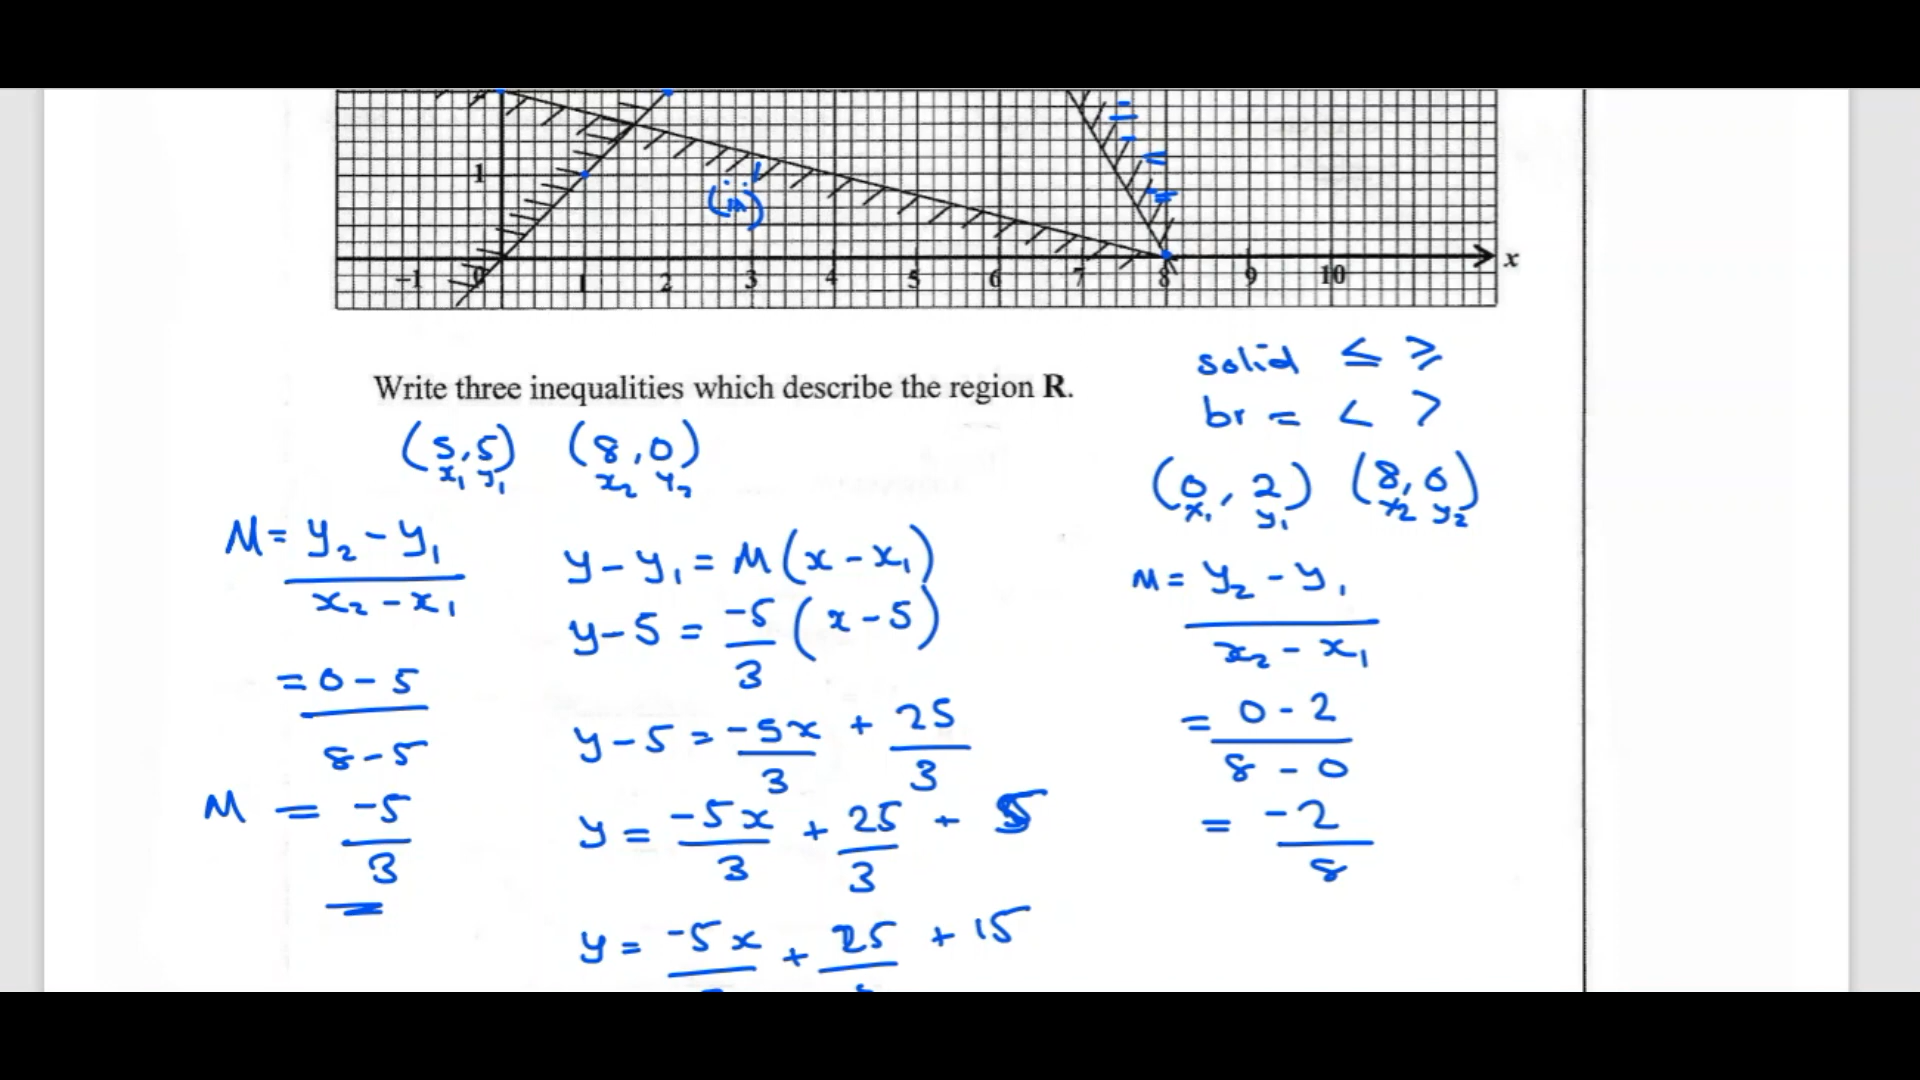 1
(iii)
-1 0 1 2 3 4 5 6 7 8 9 10 x
solid ≤ ≥
Write three inequalities which describe the region R.
br = < >
(5,5) (8,0)
x₁ y₁ x₂ y₂
(0, 2) (8,0)
x₁ y₁ x₂ y₂
M = y₂ - y₁
x₂ - x₁
= 0 - 5
8 - 5
M = -5
3
y - y₁ = M(x - x₁)
y - 5 = -5/3 (x - 5)
y - 5 = -5x/3 + 25/3
y = -5x/3 + 25/3 + 5
y = -5x + 25 + 15
M = y₂ - y₁
x₂ - x₁
= 0 - 2
8 - 0
= -2
8